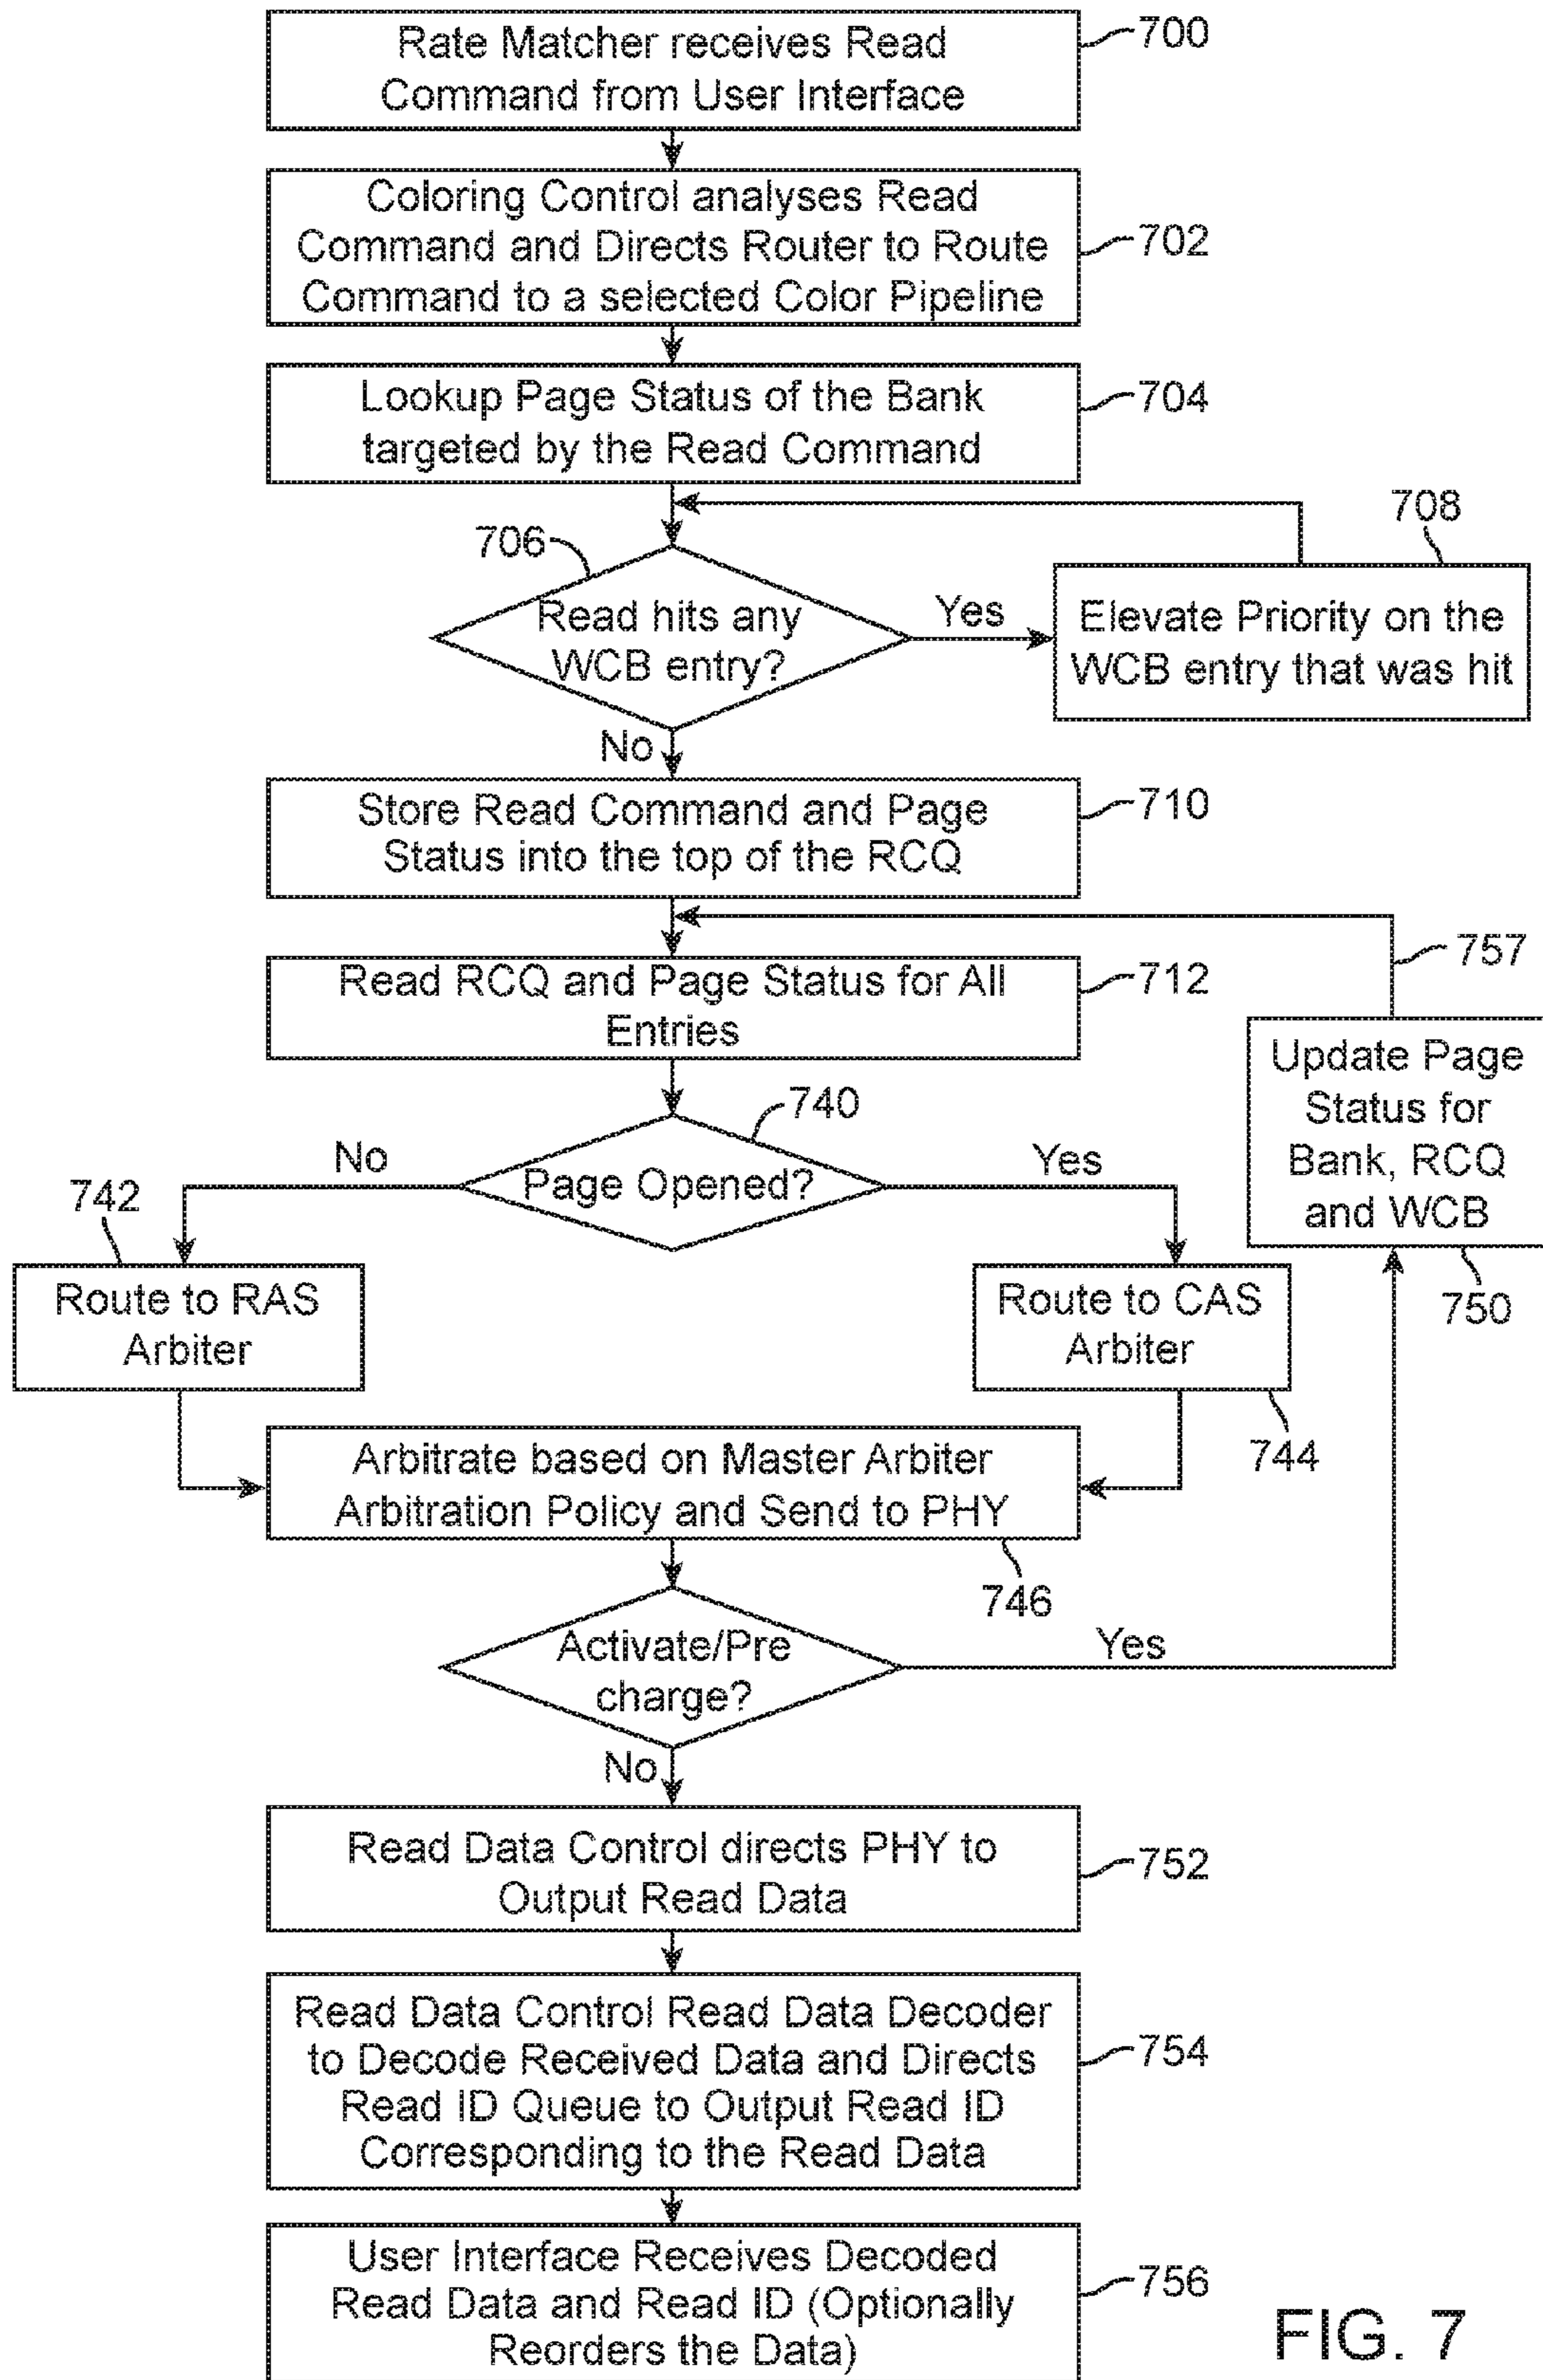 Rate Matcher receives Read
Command from User Interface
700
Coloring Control analyses Read
Command and Directs Router to Route
Command to a selected Color Pipeline
702
Lookup Page Status of the Bank
targeted by the Read Command
704
706
Read hits any
WCB entry?
Yes
708
Elevate Priority on the
WCB entry that was hit
No
Store Read Command and Page
Status into the top of the RCQ
710
Read RCQ and Page Status for All
Entries
712
757
Update Page
Status for
Bank, RCQ
and WCB
750
740
Page Opened?
No
Yes
742
Route to RAS
Arbiter
Route to CAS
Arbiter
744
Arbitrate based on Master Arbiter
Arbitration Policy and Send to PHY
746
Activate/Pre
charge?
Yes
No
Read Data Control directs PHY to
Output Read Data
752
Read Data Control Read Data Decoder
to Decode Received Data and Directs
Read ID Queue to Output Read ID
Corresponding to the Read Data
754
User Interface Receives Decoded
Read Data and Read ID (Optionally
Reorders the Data)
756
FIG. 7